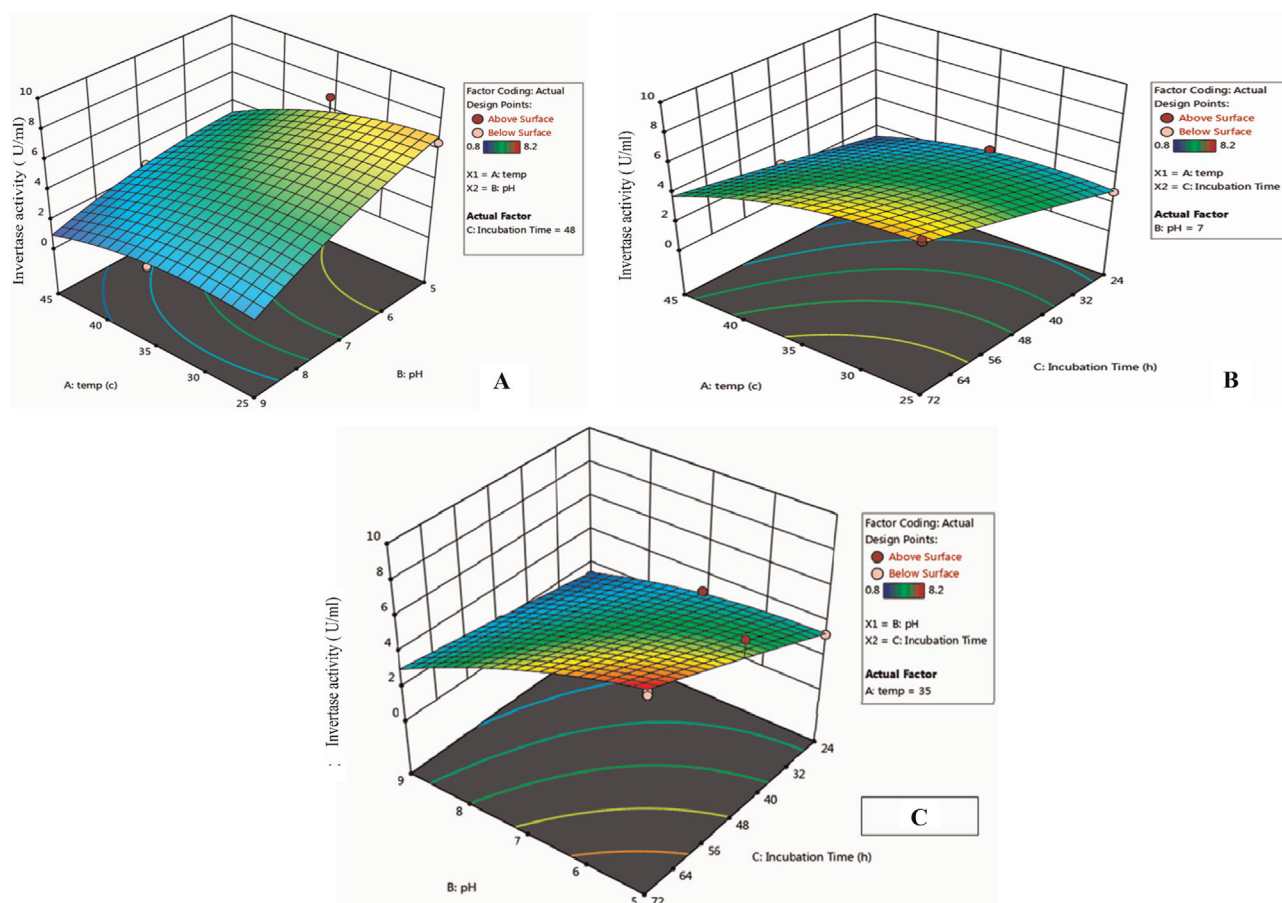 10
8
6
4
2
0
Invertase activity ( U/ml)
45
40
35
30
25
A: temp (c)
9
8
7
6
5
B: pH
Factor Coding: Actual
Design Points:
Above Surface
Below Surface
0.8 8.2
X1 = A: temp
X2 = B: pH
Actual Factor
C: Incubation Time = 48
A
10
8
6
4
2
0
Invertase activity ( U/ml)
45
40
35
30
25
A: temp (c)
72
64
56
48
40
32
24
C: Incubation Time (h)
Factor Coding: Actual
Design Points:
Above Surface
Below Surface
0.8 8.2
X1 = A: temp
X2 = C: Incubation Time
Actual Factor
B: pH = 7
B
10
8
6
4
2
0
Invertase activity ( U/ml)
9
8
7
6
5
B: pH
72
64
56
48
40
32
24
C: Incubation Time (h)
Factor Coding: Actual
Design Points:
Above Surface
Below Surface
0.8 8.2
X1 = B: pH
X2 = C: Incubation Time
Actual Factor
A: temp = 35
C